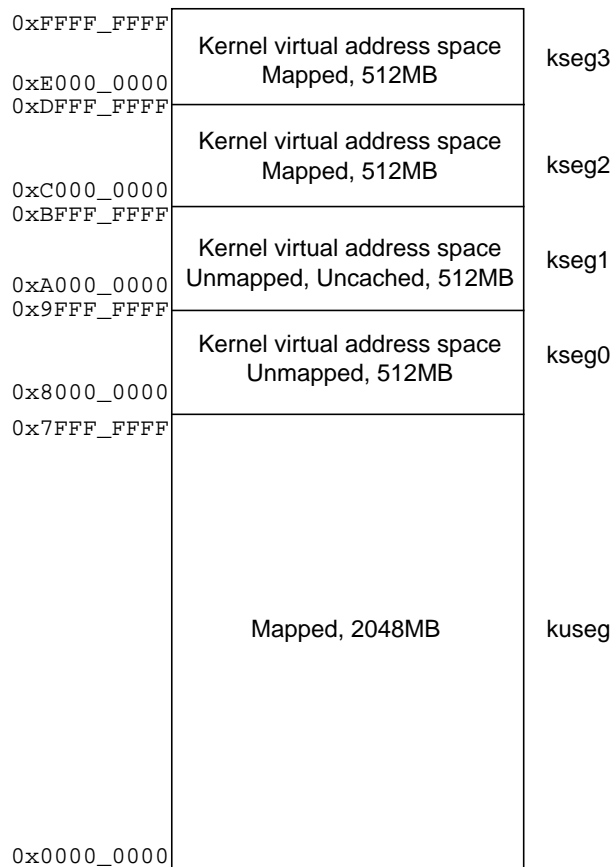 0xFFFF_FFFF
Kernel virtual address space
Mapped, 512MB
kseg3
0xE000_0000
0xDFFF_FFFF
Kernel virtual address space
Mapped, 512MB
kseg2
0xC000_0000
0xBFFF_FFFF
Kernel virtual address space
Unmapped, Uncached, 512MB
kseg1
0xA000_0000
0x9FFF_FFFF
Kernel virtual address space
Unmapped, 512MB
kseg0
0x8000_0000
0x7FFF_FFFF
Mapped, 2048MB
kuseg
0x0000_0000